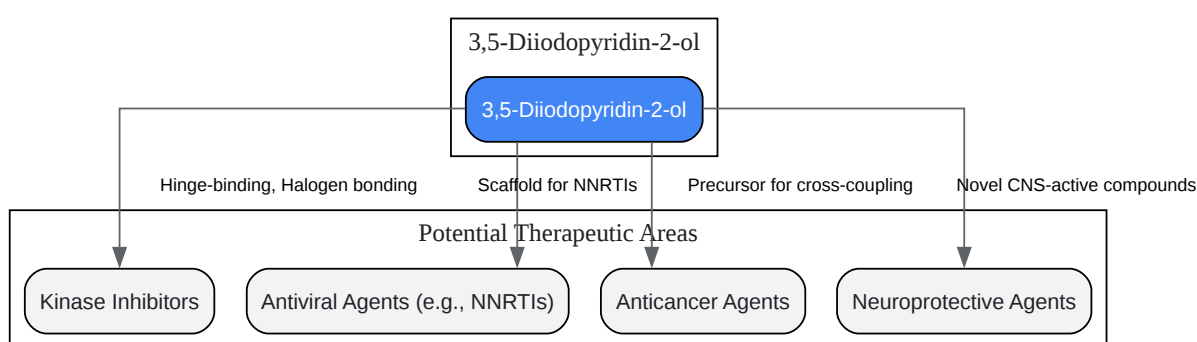 3,5-Diiodopyridin-2-ol
3,5-Diiodopyridin-2-ol
Hinge-binding, Halogen bonding
Scaffold for NNRTIs
Precursor for cross-coupling
Novel CNS-active compounds
Potential Therapeutic Areas
Kinase Inhibitors
Antiviral Agents (e.g., NNRTIs)
Anticancer Agents
Neuroprotective Agents